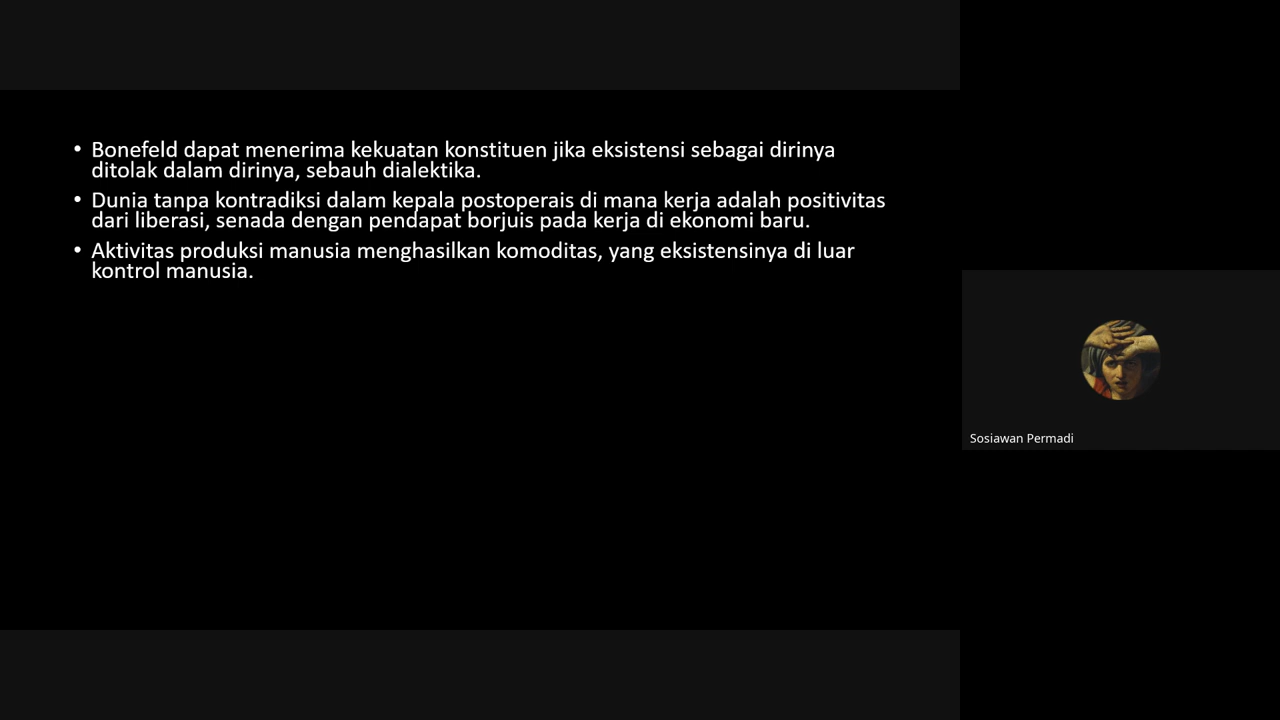 • Bonefeld dapat menerima kekuatan konstituen jika eksistensi sebagai dirinya
ditolak dalam dirinya, sebauh dialektika.
• Dunia tanpa kontradiksi dalam kepala postoperais di mana kerja adalah positivitas
dari liberasi, senada dengan pendapat borjuis pada kerja di ekonomi baru.
• Aktivitas produksi manusia menghasilkan komoditas, yang eksistensinya di luar
kontrol manusia.
Sosiawan Permadi